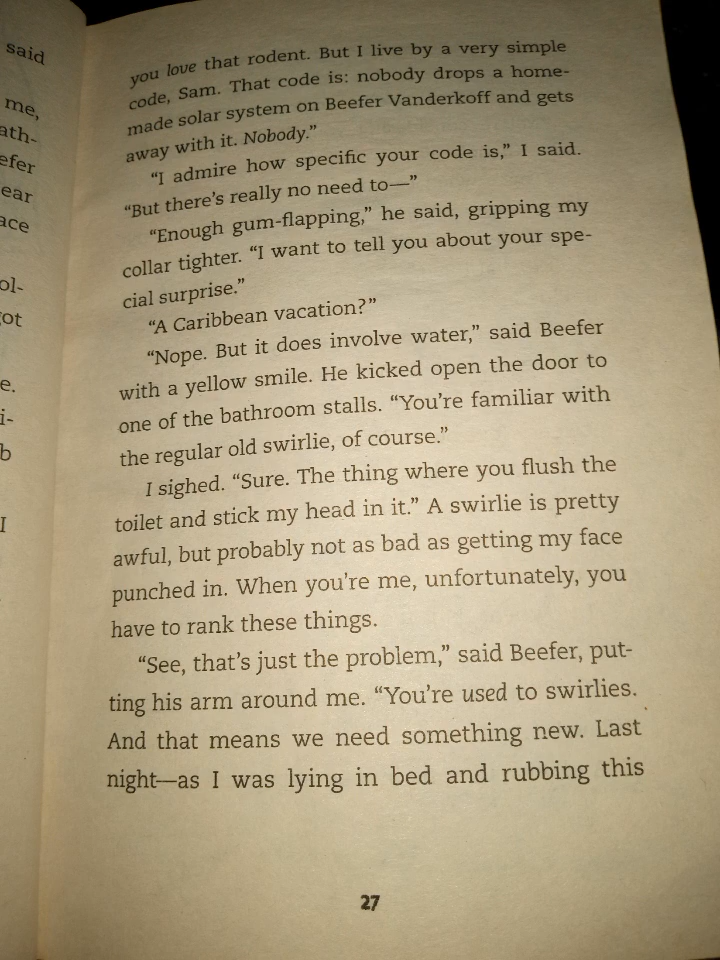 said
me,
ath-
efer
ear
ace
ol-
ot
e.
i-
b
I
you love that rodent. But I live by a very simple
code, Sam. That code is: nobody drops a home-
made solar system on Beefer Vanderkoff and gets
away with it. Nobody.”
“I admire how specific your code is,” I said.
“But there’s really no need to—”
“Enough gum-flapping,” he said, gripping my
collar tighter. “I want to tell you about your spe-
cial surprise.”
“A Caribbean vacation?”
“Nope. But it does involve water,” said Beefer
with a yellow smile. He kicked open the door to
one of the bathroom stalls. “You’re familiar with
the regular old swirlie, of course.”
I sighed. “Sure. The thing where you flush the
toilet and stick my head in it.” A swirlie is pretty
awful, but probably not as bad as getting my face
punched in. When you’re me, unfortunately, you
have to rank these things.
“See, that’s just the problem,” said Beefer, put-
ting his arm around me. “You’re used to swirlies.
And that means we need something new. Last
night—as I was lying in bed and rubbing this
27